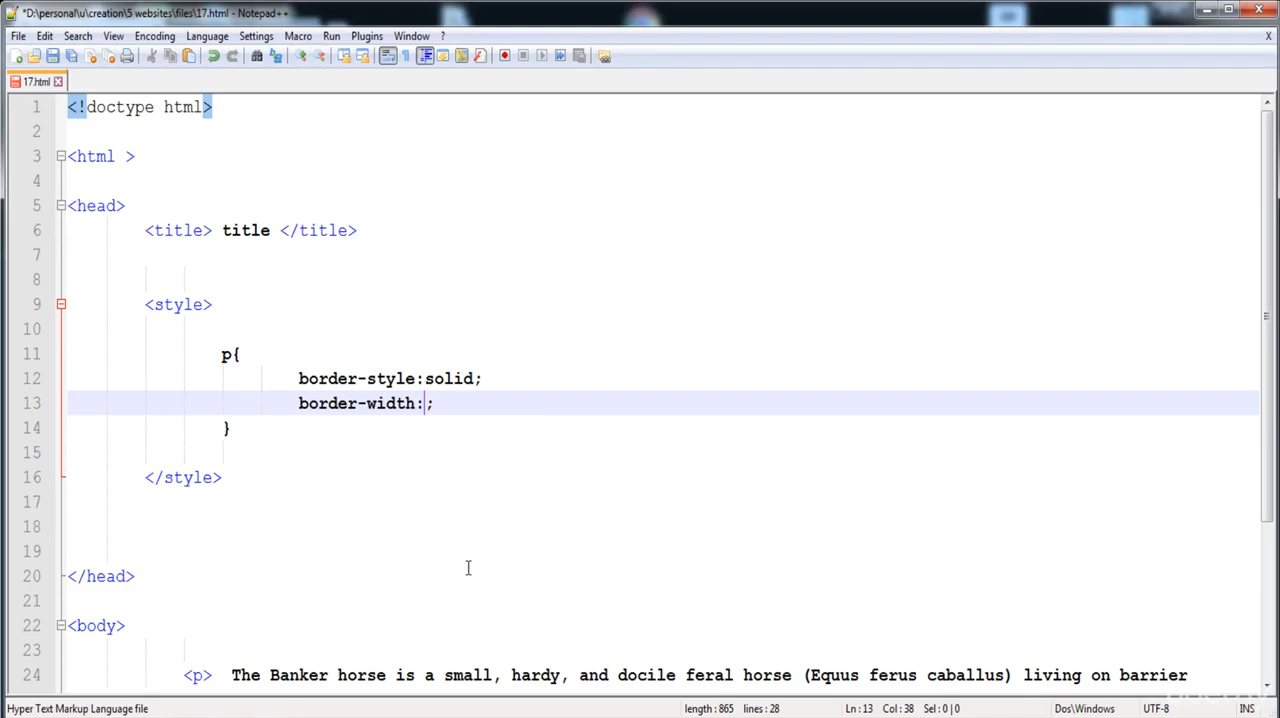 *D:\personal\u\creation\5 websites\files\17.html - Notepad++
File Edit Search View Encoding Language Settings Macro Run Plugins Window ?
X
17.html
1 <!doctype html>
2
3 <html >
4
5 <head>
6 <title> title </title>
7
8
9 <style>
10
11 p{
12 border-style:solid;
13 border-width:;
14 }
15
16 </style>
17
18
19
20 </head>
21
22 <body>
23
24 <p> The Banker horse is a small, hardy, and docile feral horse (Equus ferus caballus) living on barrier
Hyper Text Markup Language file length : 865 lines : 28 Ln : 13 Col : 38 Sel : 0 | 0 Dos\Windows UTF-8 INS